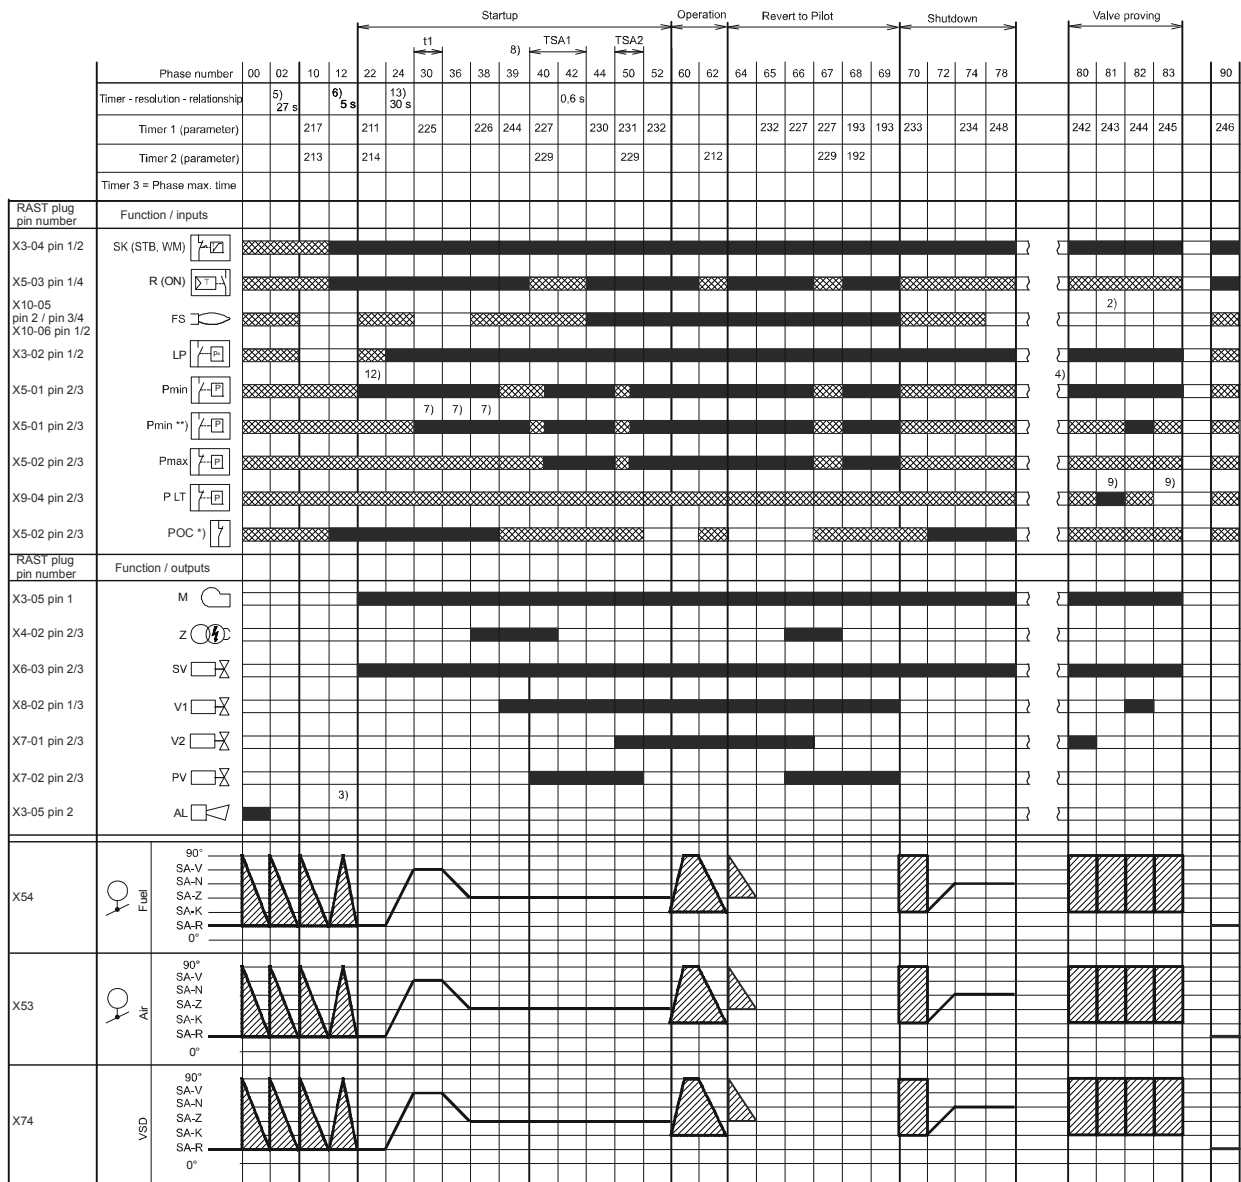 Startup Operation Revert to Pilot Shutdown Valve proving
t1 8) TSA1 TSA2
Phase number 00 02 10 12 22 24 30 36 38 39 40 42 44 50 52 60 62 64 65 66 67 68 69 70 72 74 78 80 81 82 83 90
Timer - resolution - relationship 5) 27 s 6) 5 s 13) 30 s 0,6 s
Timer 1 (parameter) 217 211 225 226 244 227 230 231 232 232 227 227 193 193 233 234 248 242 243 244 245 246
Timer 2 (parameter) 213 214 229 229 212 229 192
Timer 3 = Phase max. time
RAST plug
pin number
Function / inputs
X3-04 pin 1/2 SK (STB, WM)
X5-03 pin 1/4 R (ON) T
X10-05
pin 2 / pin 3/4
X10-06 pin 1/2
FS 2)
X3-02 pin 1/2 LP P
12) 4)
X5-01 pin 2/3 Pmin P
7) 7) 7)
X5-01 pin 2/3 Pmin **) P
X5-02 pin 2/3 Pmax P
9) 9)
X9-04 pin 2/3 P LT P
X5-02 pin 2/3 POC *)
RAST plug
pin number
Function / outputs
X3-05 pin 1 M
X4-02 pin 2/3 Z
X6-03 pin 2/3 SV
X8-02 pin 1/3 V1
X7-01 pin 2/3 V2
X7-02 pin 2/3 PV
3)
X3-05 pin 2 AL
X54
Fuel
90°
SA-V
SA-N
SA-Z
SA-K
SA-R
0°
X53
Air
90°
SA-V
SA-N
SA-Z
SA-K
SA-R
0°
X74
VSD
90°
SA-V
SA-N
SA-Z
SA-K
SA-R
0°